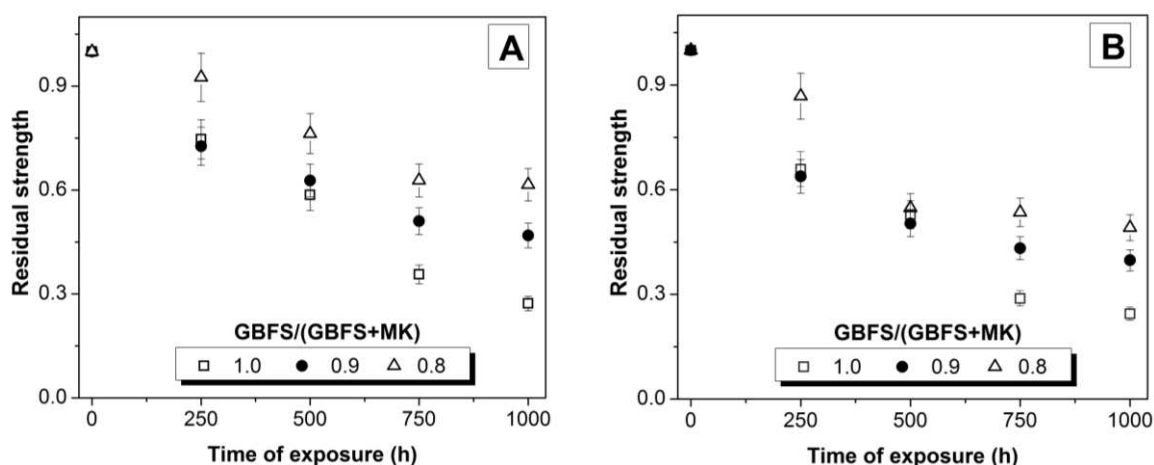 A
Residual strength
0.9
0.6
0.3
0.0
GBFS/(GBFS+MK)
1.0 0.9 0.8
0 250 500 750 1000
Time of exposure (h)
B
Residual strength
0.9
0.6
0.3
0.0
GBFS/(GBFS+MK)
1.0 0.9 0.8
0 250 500 750 1000
Time of exposure (h)